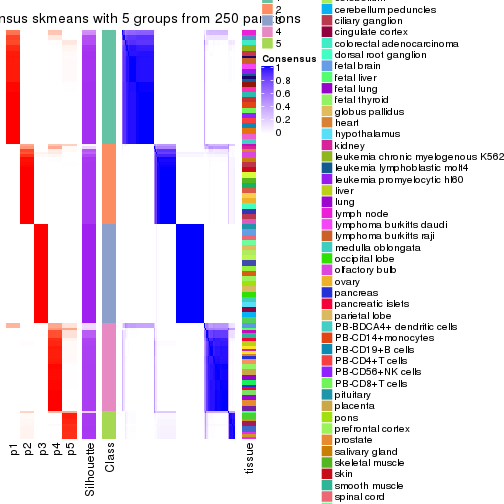 nsus skmeans with 5 groups from 250 partitions
2
4
5
Consensus
1
0.8
0.6
0.4
0.2
0
p1
p2
p3
p4
p5
Silhouette
Class
tissue
cerebellum peduncles
ciliary ganglion
cingulate cortex
colorectal adenocarcinoma
dorsal root ganglion
fetal brain
fetal liver
fetal lung
fetal thyroid
globus pallidus
heart
hypothalamus
kidney
leukemia chronic myelogenous K562
leukemia lymphoblastic molt4
leukemia promyelocytic hl60
liver
lung
lymph node
lymphoma burkitts daudi
lymphoma burkitts raji
medulla oblongata
occipital lobe
olfactory bulb
ovary
pancreas
pancreatic islets
parietal lobe
PB-BDCA4+ dendritic cells
PB-CD14+monocytes
PB-CD19+B cells
PB-CD4+T cells
PB-CD56+NK cells
PB-CD8+T cells
pituitary
placenta
pons
prefrontal cortex
prostate
salivary gland
skeletal muscle
skin
smooth muscle
spinal cord